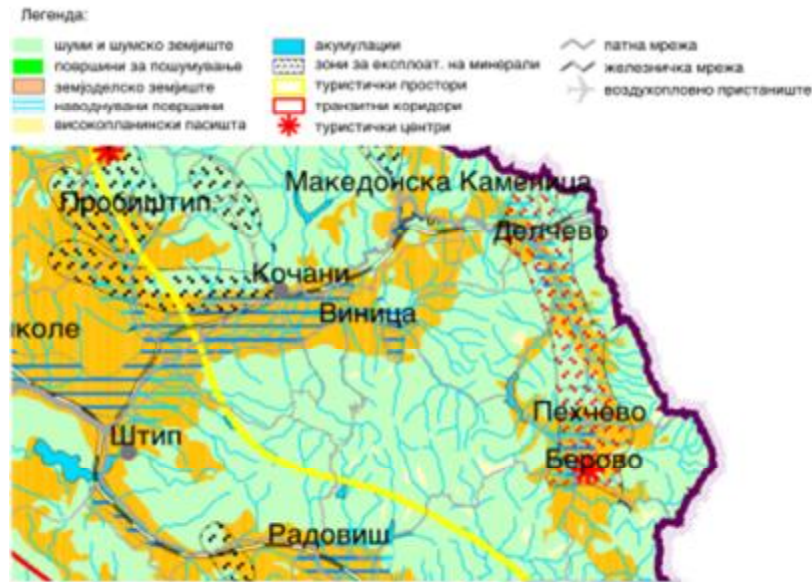 Легенда:
шуми и шумско земјиште
површини за пошумување
земјоделско земјиште
наводнувани површини
високопланински пасишта
акумулации
зони за експлоат. на минерали
туристички простори
транзитни коридори
туристички центри
патна мрежа
железничка мрежа
воздухопловно пристаниште
Македонска Каменица
Пробиштип
Делчево
Кочани
Виница
иколе
Пехчево
Штип
Берово
Радовиш